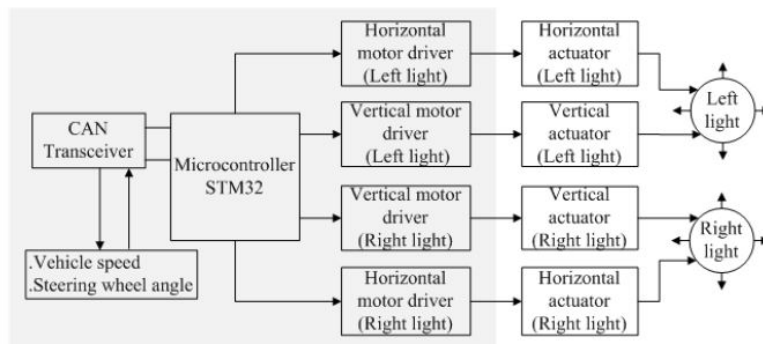 Horizontal
motor driver
(Left light)
Horizontal
actuator
(Left light)
Left
light
CAN
Transceiver
Microcontroller
STM32
Vertical motor
driver
(Left light)
Vertical
actuator
(Left light)
Vertical motor
driver
(Right light)
Vertical
actuator
(Right light)
Right
light
.Vehicle speed
.Steering wheel angle
Horizontal
motor driver
(Right light)
Horizontal
actuator
(Right light)